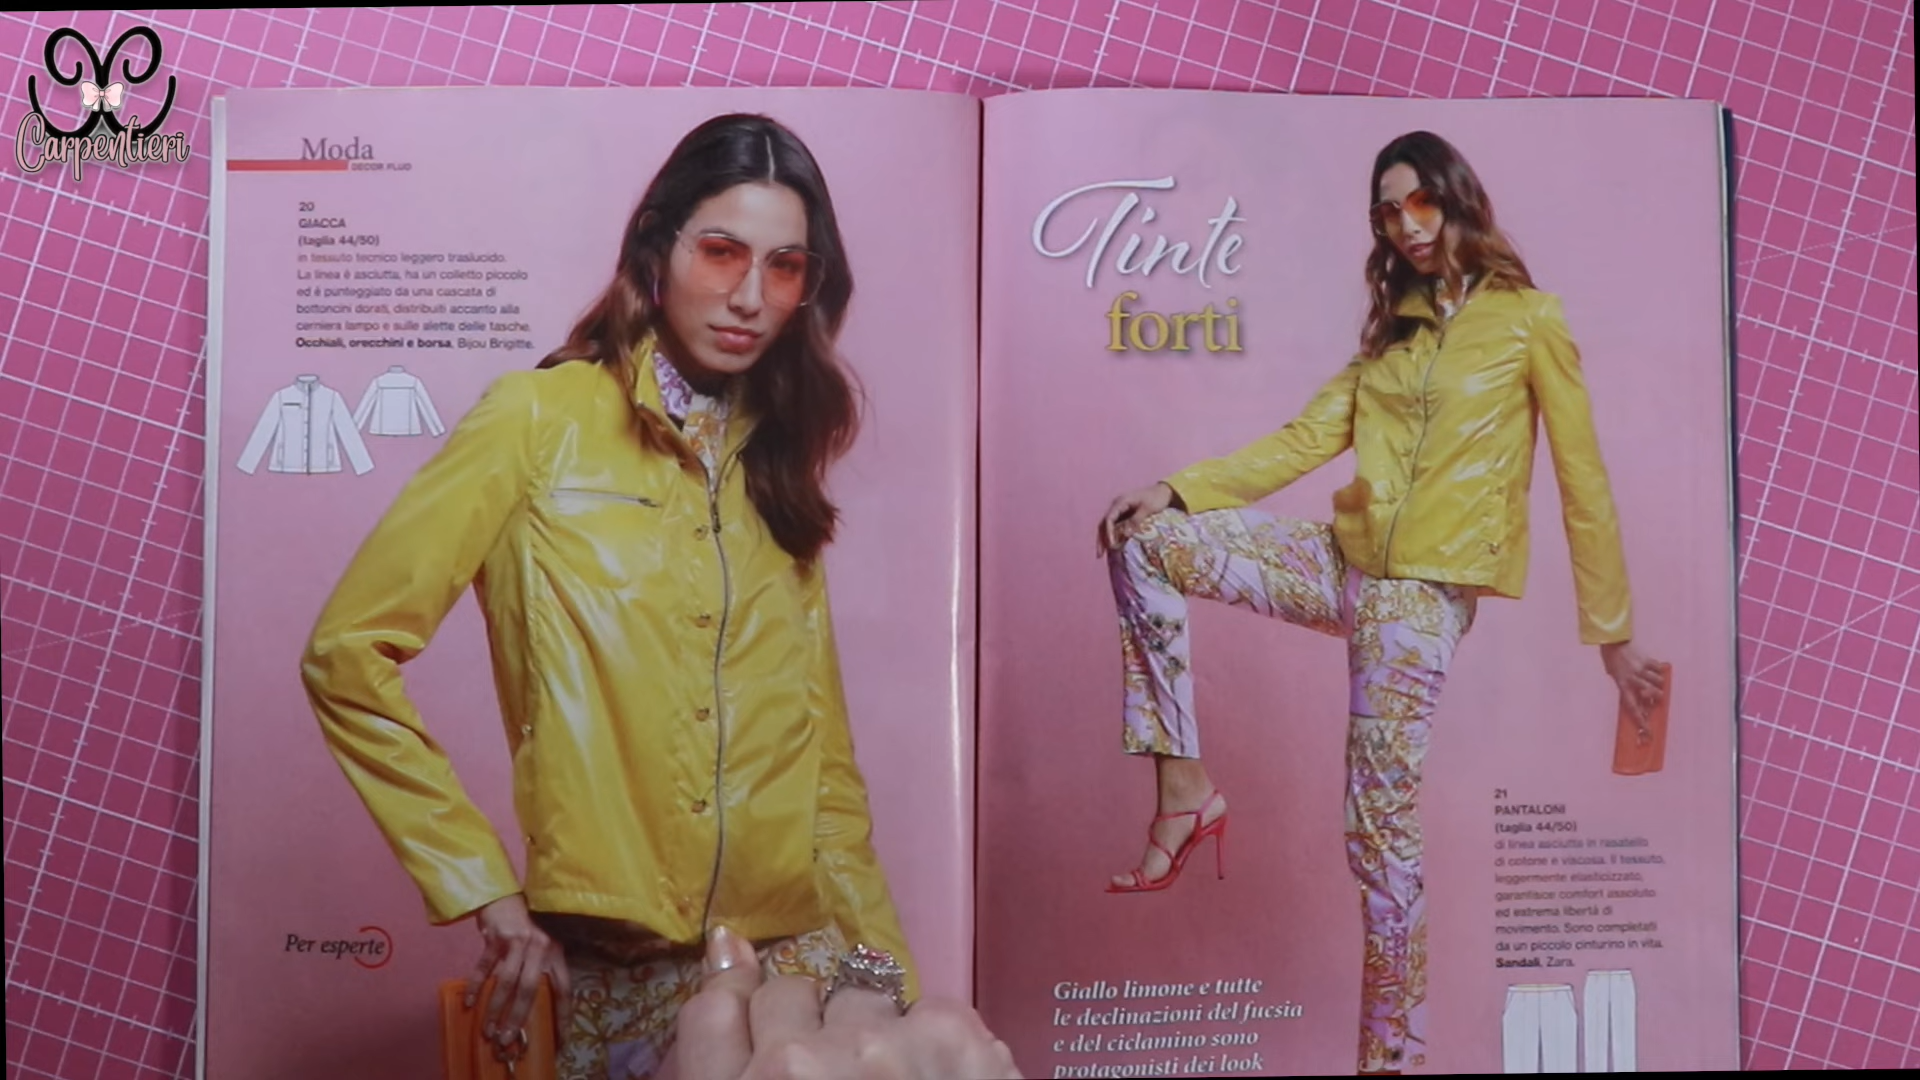 Carpentieri
Moda
DECOR FLUO
20
GIACCA
(taglia 44/50)
in tessuto tecnico leggero traslucido.
La linea è asciutta, ha un colletto piccolo
ed è punteggiato da una cascata di
bottoncini dorati, distribuiti accanto alla
cerniera lampo e sulle alette delle tasche.
Occhiali, orecchini e borsa, Bijou Brigitte.
Per esperte
Tinte
forti
21
PANTALONI
(taglia 44/50)
di linea asciutta in rasatello
di cotone e viscosa. Il tessuto,
leggermente elasticizzato,
garantisce comfort assoluto
ed estrema libertà di
movimento. Sono completati
da un piccolo cinturino in vita.
Sandali, Zara.
Giallo limone e tutte
le declinazioni del fucsia
e del ciclamino sono
protagonisti dei look